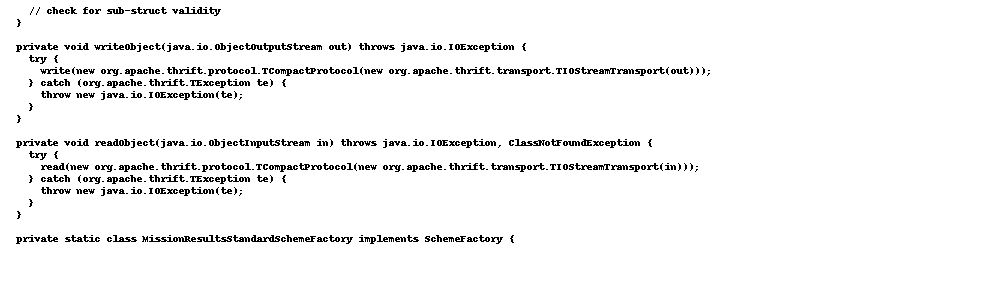 // check for sub-struct validity
}
private void writeObject(java.io.ObjectOutputStream out) throws java.io.IOException {
try {
write(new org.apache.thrift.protocol.TCompactProtocol(new org.apache.thrift.transport.TIOStreamTransport(out)));
} catch (org.apache.thrift.TException te) {
throw new java.io.IOException(te);
}
}
private void readObject(java.io.ObjectInputStream in) throws java.io.IOException, ClassNotFoundException {
try {
read(new org.apache.thrift.protocol.TCompactProtocol(new org.apache.thrift.transport.TIOStreamTransport(in)));
} catch (org.apache.thrift.TException te) {
throw new java.io.IOException(te);
}
}
private static class MissionResultsStandardSchemeFactory implements SchemeFactory {